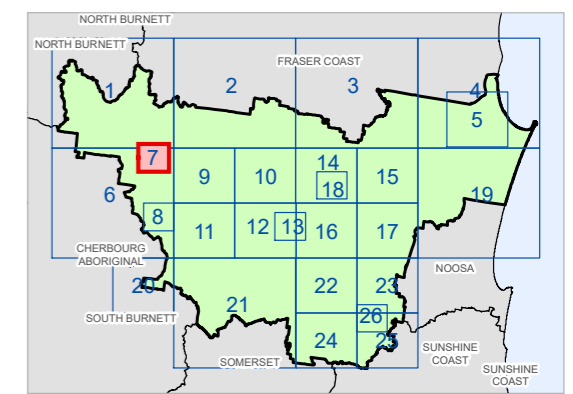 NORTH BURNETT
NORTH BURNETT
FRASER COAST
1
2
3
4
5
7
6
9
10
14
18
15
19
8
11
12
13
16
17
CHERBOURG
ABORIGINAL
NOOSA
20
21
22
23
SOUTH BURNETT
26
24
25
SOMERSET
SUNSHINE
COAST
SUNSHINE
COAST